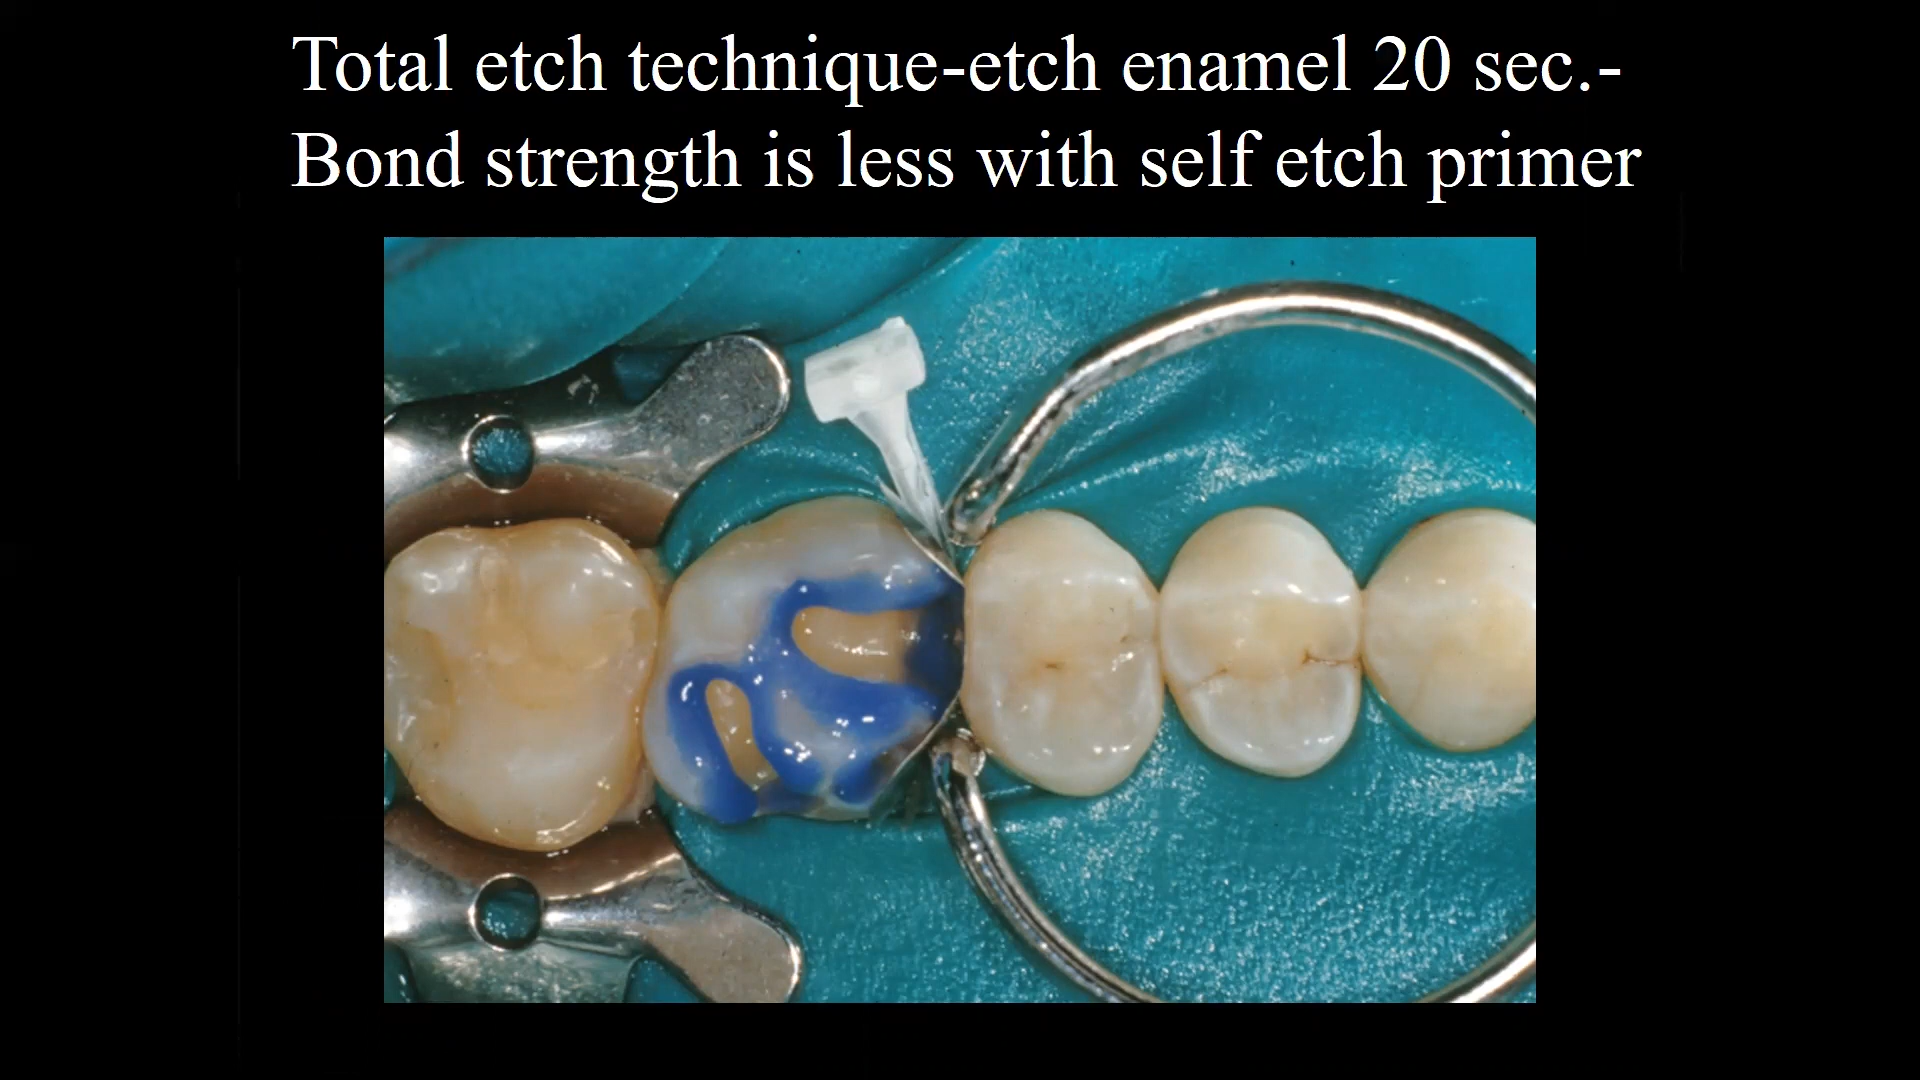 Total etch technique-etch enamel 20 sec.-
Bond strength is less with self etch primer